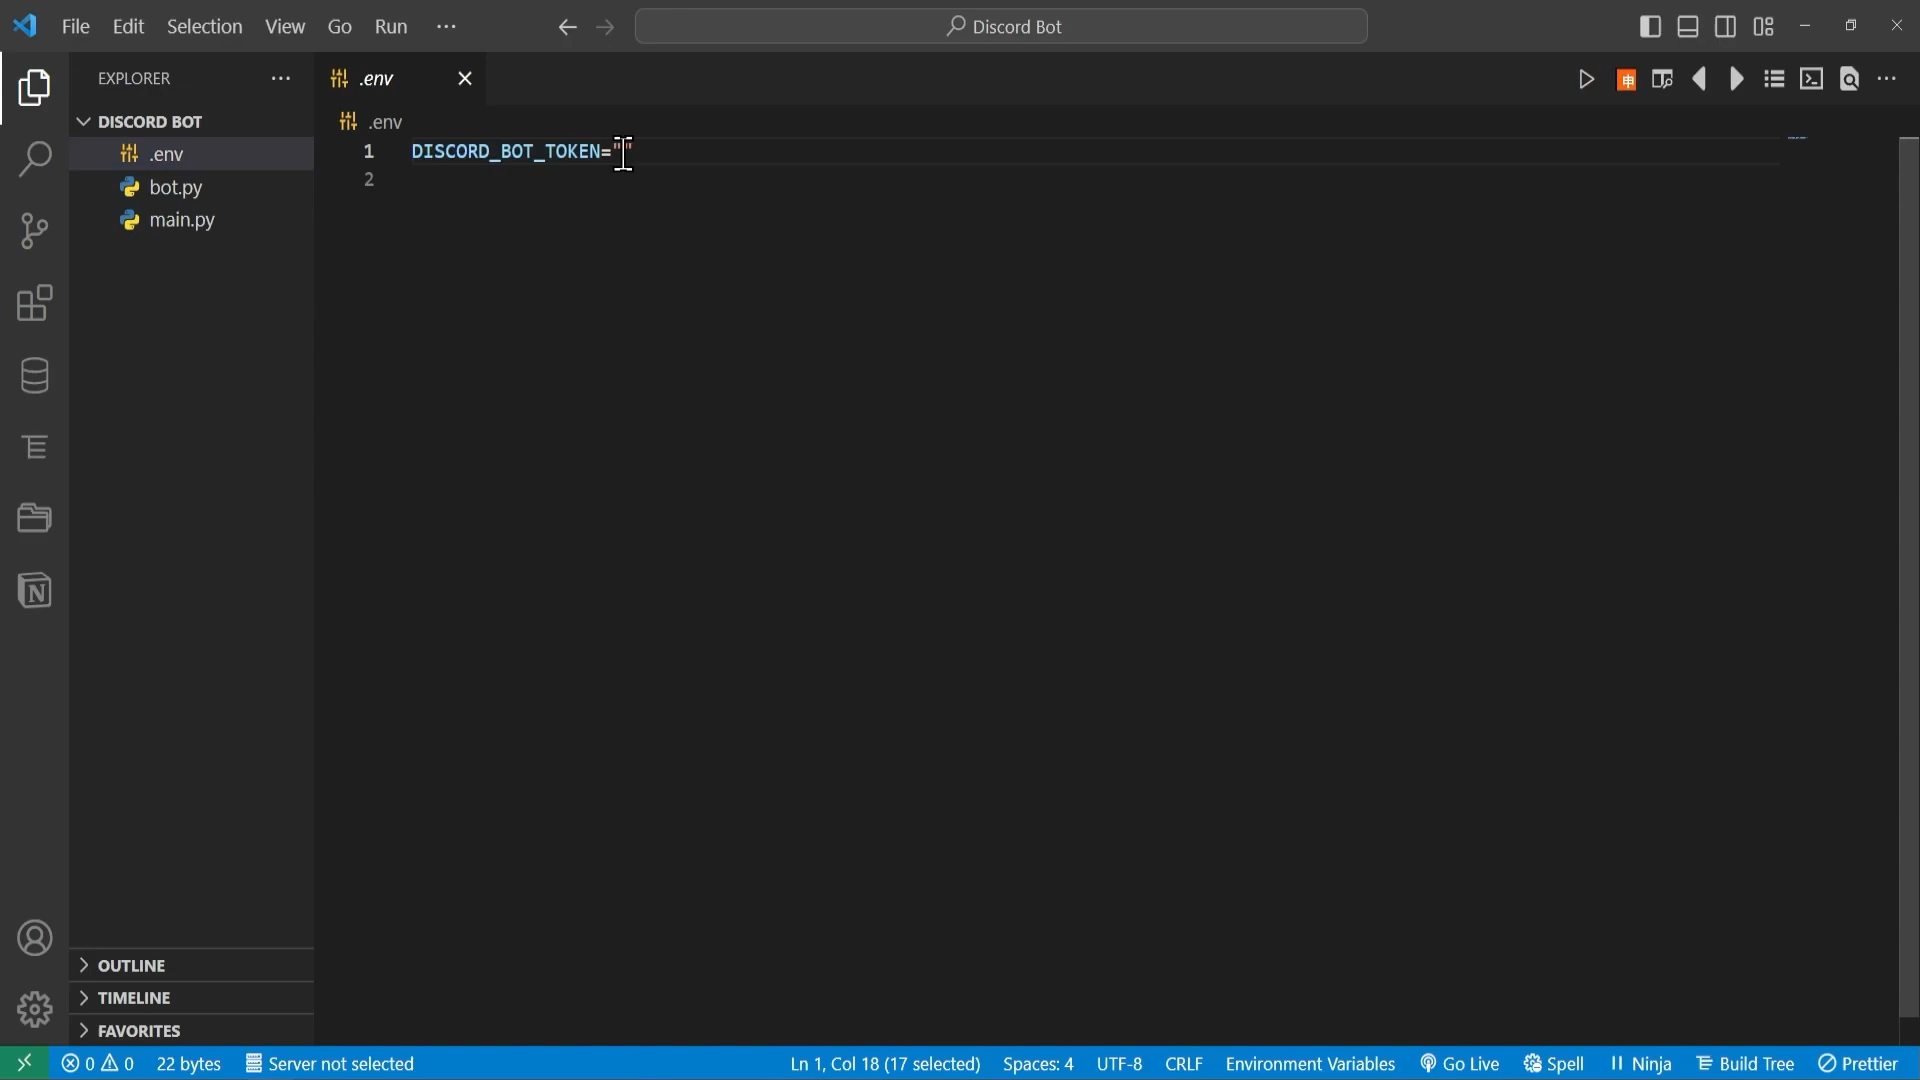 File Edit Selection View Go Run ···
Discord Bot
EXPLORER ···
.env
DISCORD BOT
.env
bot.py
main.py
.env
1 DISCORD_BOT_TOKEN=""
2
OUTLINE
TIMELINE
FAVORITES
0 0 22 bytes Server not selected Ln 1, Col 18 (17 selected) Spaces: 4 UTF-8 CRLF Environment Variables Go Live Spell Ninja Build Tree Prettier